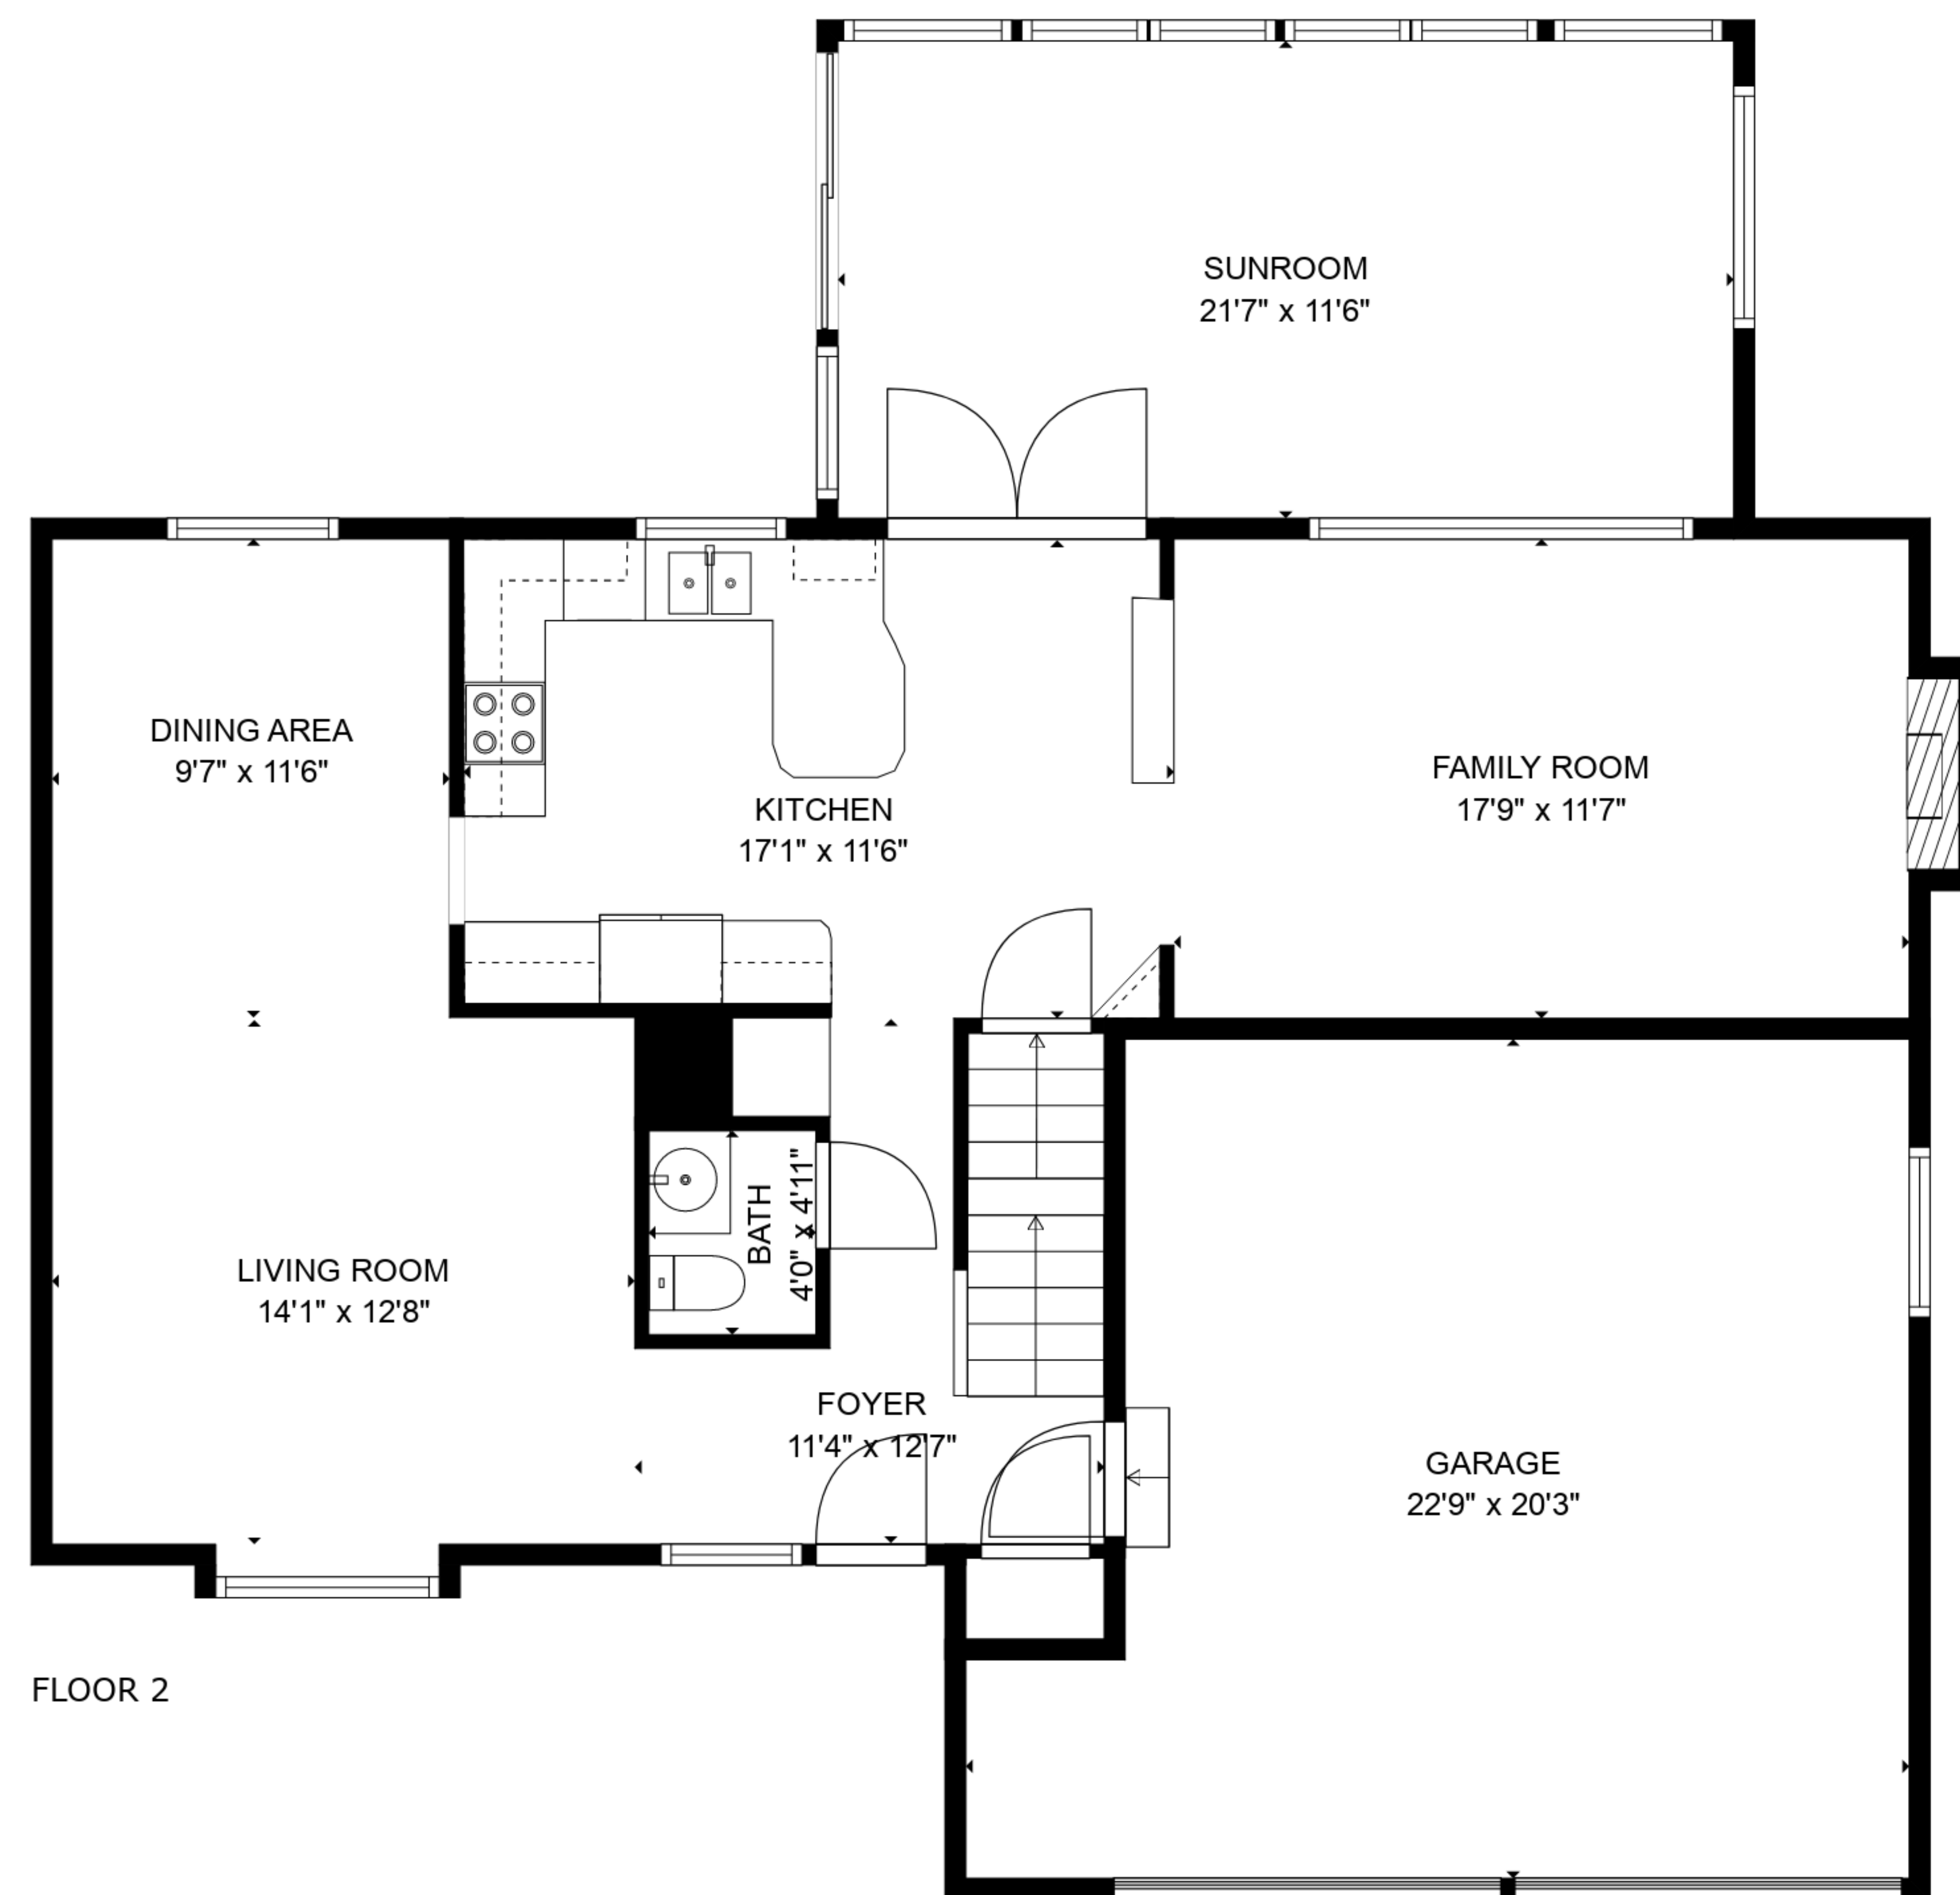 SUNROOM
21'7" x 11'6"
DINING AREA
9'7" x 11'6"
KITCHEN
17'1" x 11'6"
FAMILY ROOM
17'9" x 11'7"
BATH
4'0" x 4'11"
LIVING ROOM
14'1" x 12'8"
FOYER
11'4" x 12'7"
GARAGE
22'9" x 20'3"
FLOOR 2